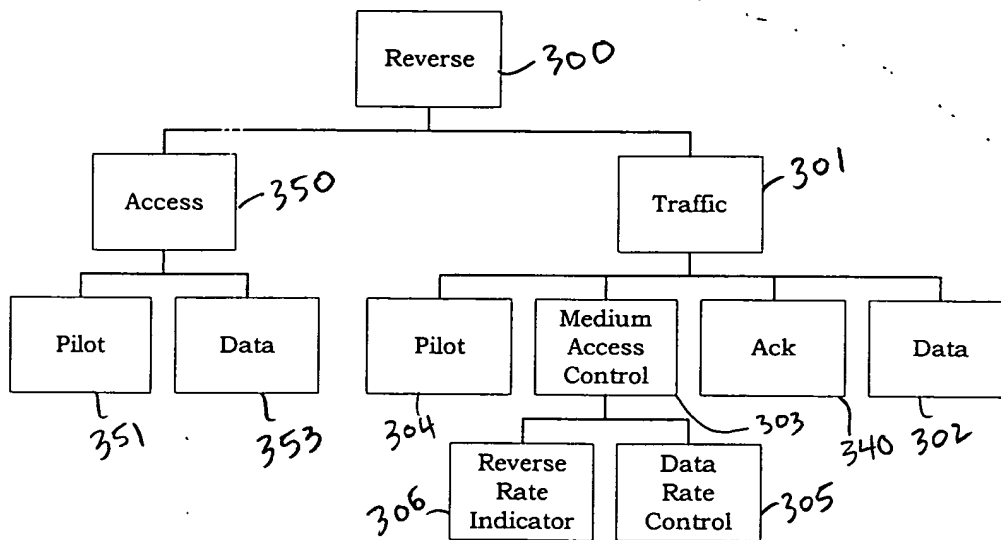 Reverse
300
Access
350
Traffic
301
Pilot
Data
Pilot
Medium
Access
Control
Ack
Data
351
353
304
303
340
302
Reverse
Rate
Indicator
306
Data
Rate
Control
305